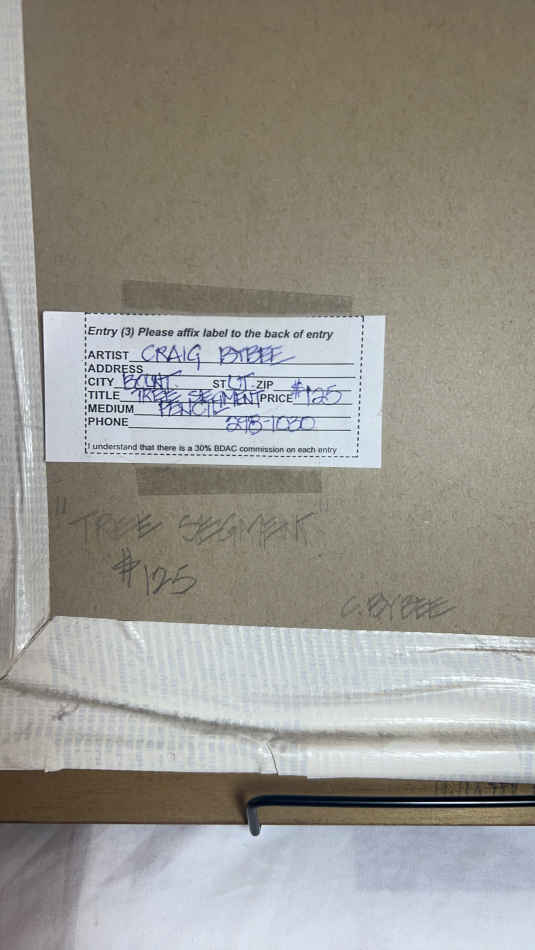 Entry (3) Please affix label to the back of entry
ARTIST CRAIG BYBEE
ADDRESS
CITY BOUNT. ST UT. ZIP
TITLE TREE SEGMENT PRICE $125
MEDIUM PENCIL
PHONE 298-1030
I understand that there is a 30% BDAC commission on each entry
"TREE SEGMENT"
$125
C. BYBEE